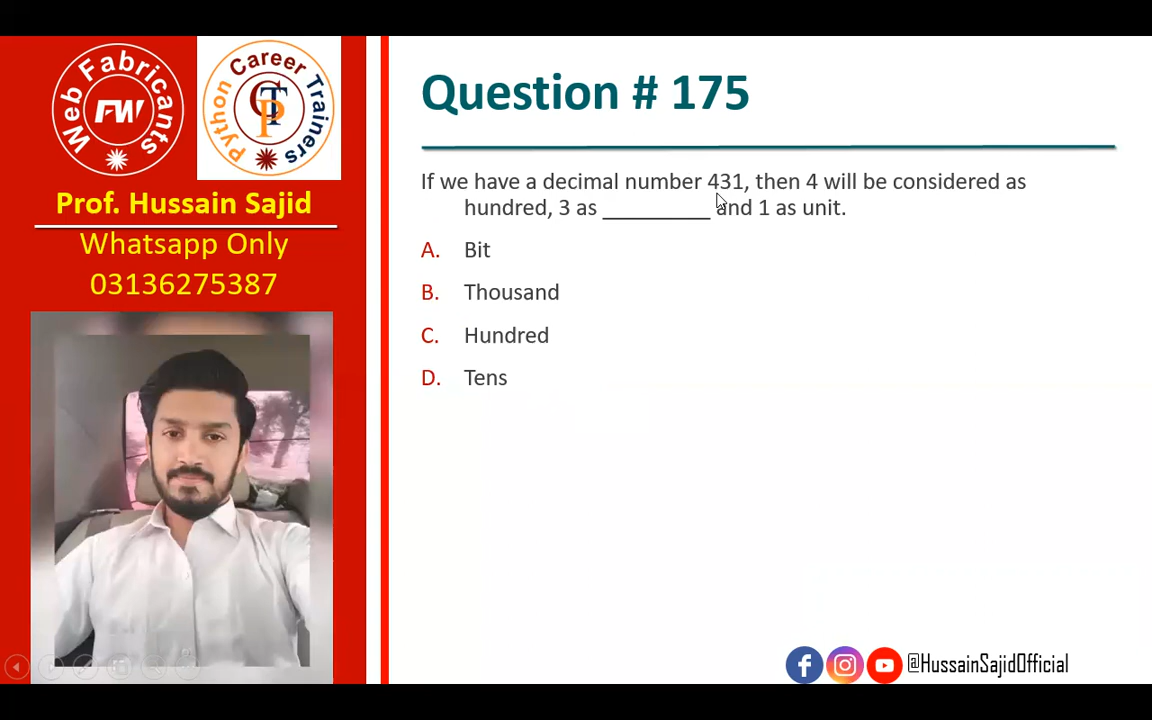 Web Fabricants
FW
Python Career Trainers
CTP
Prof. Hussain Sajid
Whatsapp Only
03136275387
Question # 175
If we have a decimal number 431, then 4 will be considered as
hundred, 3 as __________ and 1 as unit.
A. Bit
B. Thousand
C. Hundred
D. Tens
@HussainSajidOfficial